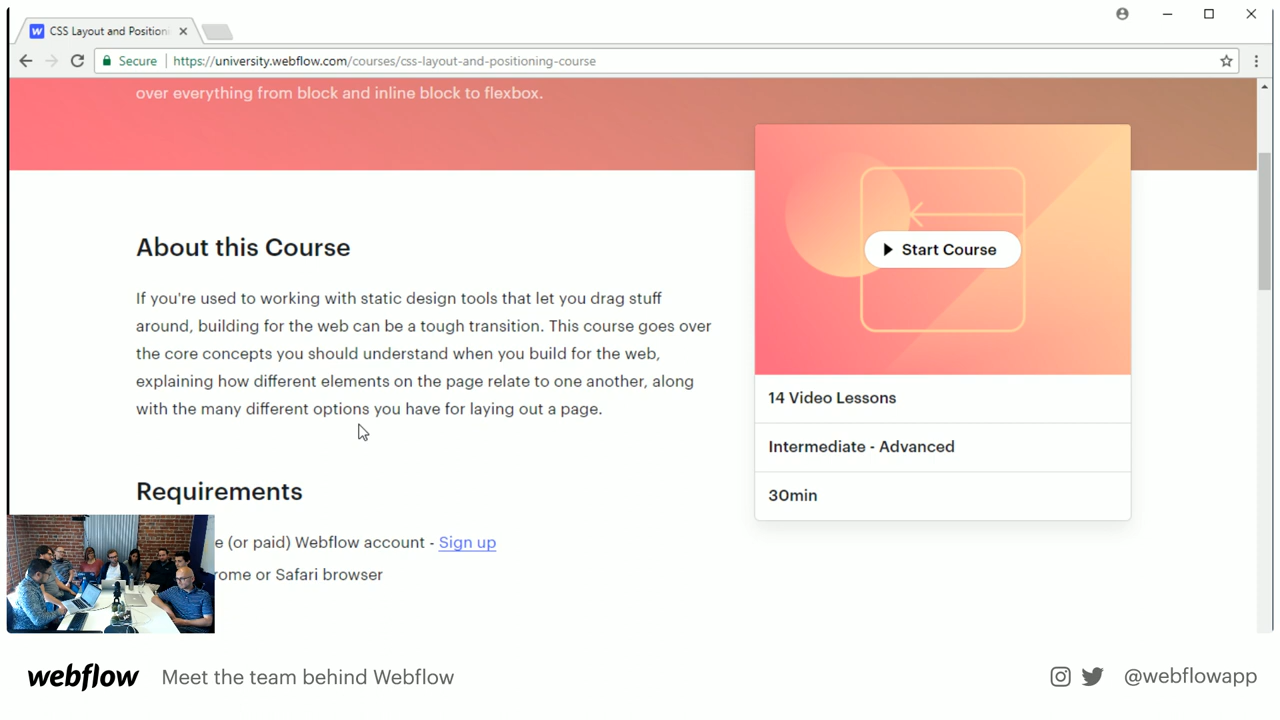 CSS Layout and Position
Secure
https://university.webflow.com/courses/css-layout-and-positioning-course
over everything from block and inline block to flexbox.
About this Course
If you're used to working with static design tools that let you drag stuff
around, building for the web can be a tough transition. This course goes over
the core concepts you should understand when you build for the web,
explaining how different elements on the page relate to one another, along
with the many different options you have for laying out a page.
Start Course
14 Video Lessons
Intermediate - Advanced
30min
Requirements
e (or paid) Webflow account - Sign up
rome or Safari browser
webflow
Meet the team behind Webflow
@webflowapp